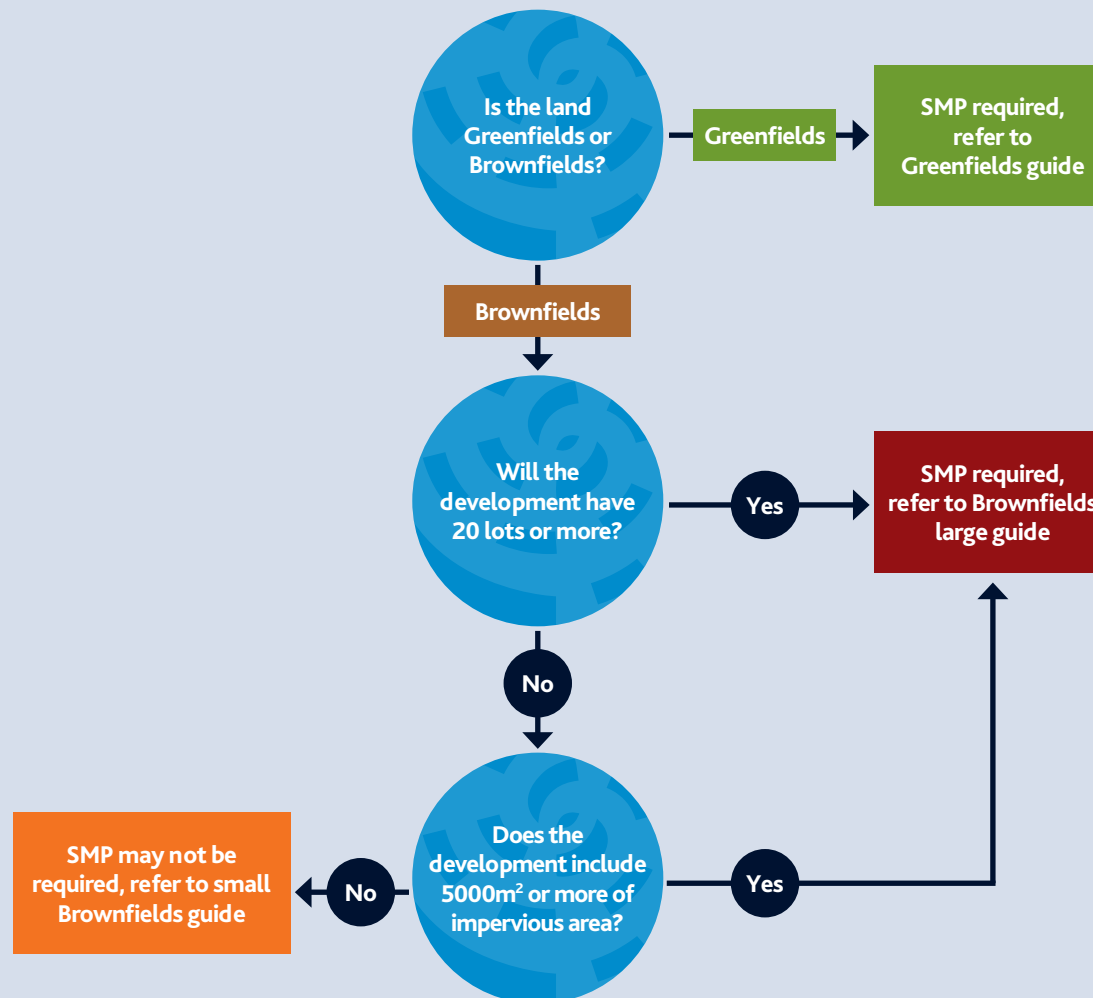 Is the land
Greenfields or
Brownfields?
Greenfields
SMP required,
refer to
Greenfields guide
Brownfields
Will the
development have
20 lots or more?
Yes
SMP required,
refer to Brownfields
large guide
No
Does the
development include
5000m² or more of
impervious area?
Yes
No
SMP may not be
required, refer to small
Brownfields guide